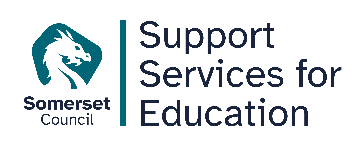 Somerset
Council
Support
Services for
Education